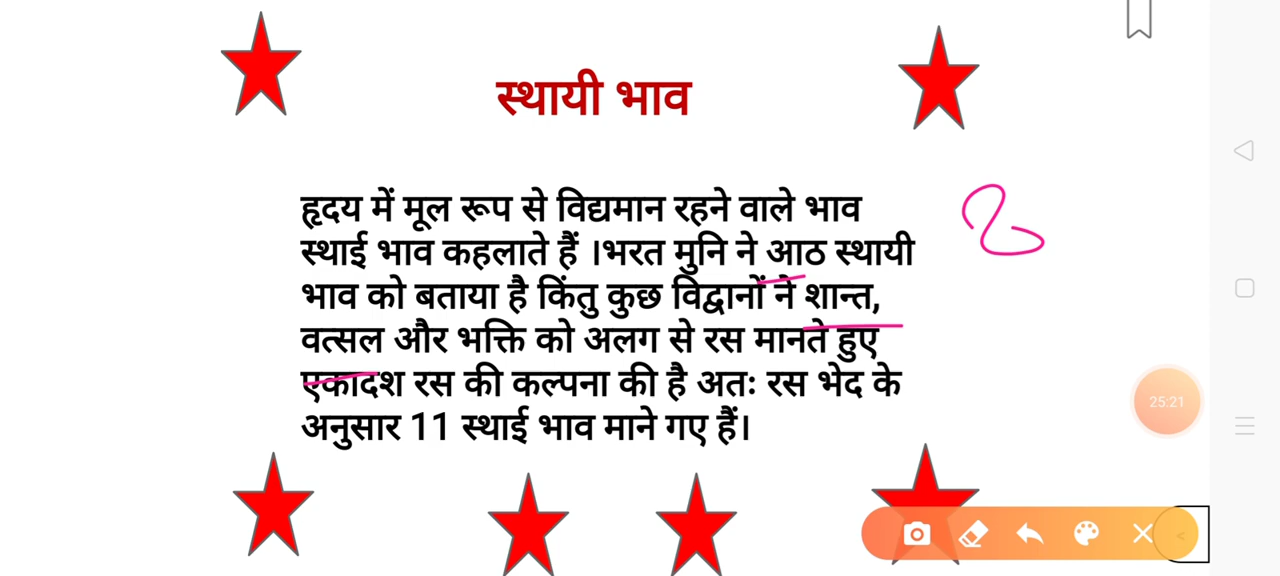 स्थायी भाव
हृदय में मूल रूप से विद्यमान रहने वाले भाव
स्थाई भाव कहलाते हैं ।भरत मुनि ने आठ स्थायी
भाव को बताया है किंतु कुछ विद्वानों ने शान्त,
वत्सल और भक्ति को अलग से रस मानते हुए
एकादश रस की कल्पना की है अतः रस भेद के
अनुसार 11 स्थाई भाव माने गए हैं।
25:21